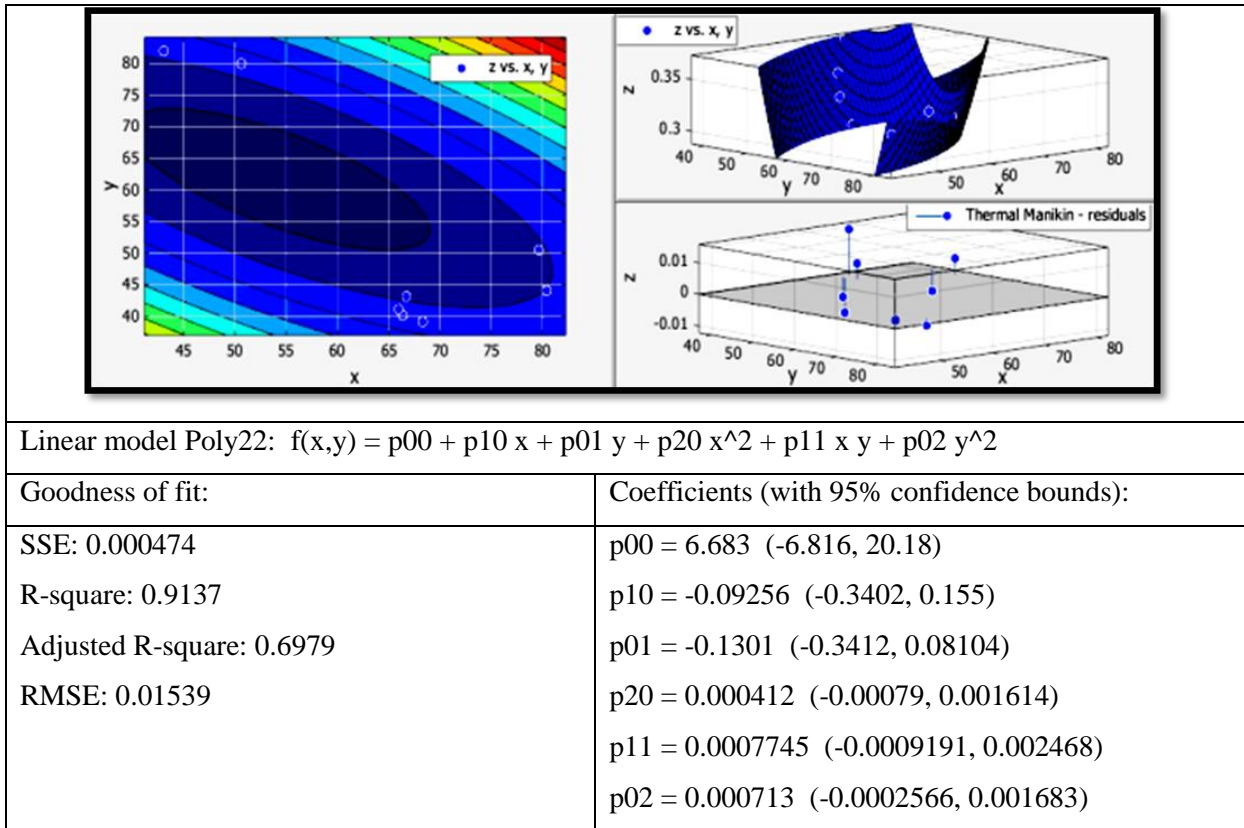 z vs. x, y
80
75
70
65
60
55
50
45
40
y
45 50 55 60 65 70 75 80
x
z vs. x, y
0.35
0.3
z
40 50 60 70 80
y
50 60 70 80
x
Thermal Manikin - residuals
0.01
0
-0.01
z
40 50 60 70 80
y
50 60 70 80
x
Linear model Poly22: f(x,y) = p00 + p10 x + p01 y + p20 x^2 + p11 x y + p02 y^2
Goodness of fit:
Coefficients (with 95% confidence bounds):
SSE: 0.000474
R-square: 0.9137
Adjusted R-square: 0.6979
RMSE: 0.01539
p00 = 6.683 (-6.816, 20.18)
p10 = -0.09256 (-0.3402, 0.155)
p01 = -0.1301 (-0.3412, 0.08104)
p20 = 0.000412 (-0.00079, 0.001614)
p11 = 0.0007745 (-0.0009191, 0.002468)
p02 = 0.000713 (-0.0002566, 0.001683)